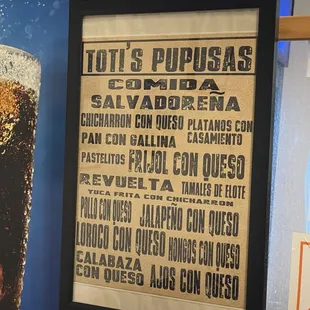 TOTI'S PUPUSAS
COMIDA
SALVADOREÑA
CHICHARRON CON QUESO
PLATANOS CON
CASAMIENTO
PAN CON GALLINA
PASTELITOS
FRIJOL CON QUESO
REVUELTA
TAMALES DE ELOTE
YUCA FRITA CON CHICHARRON
POLLO CON QUESO
JALAPEÑO CON QUESO
LOROCO CON QUESO
HONGOS CON QUESO
CALABAZA
CON QUESO
AJOS CON QUESO